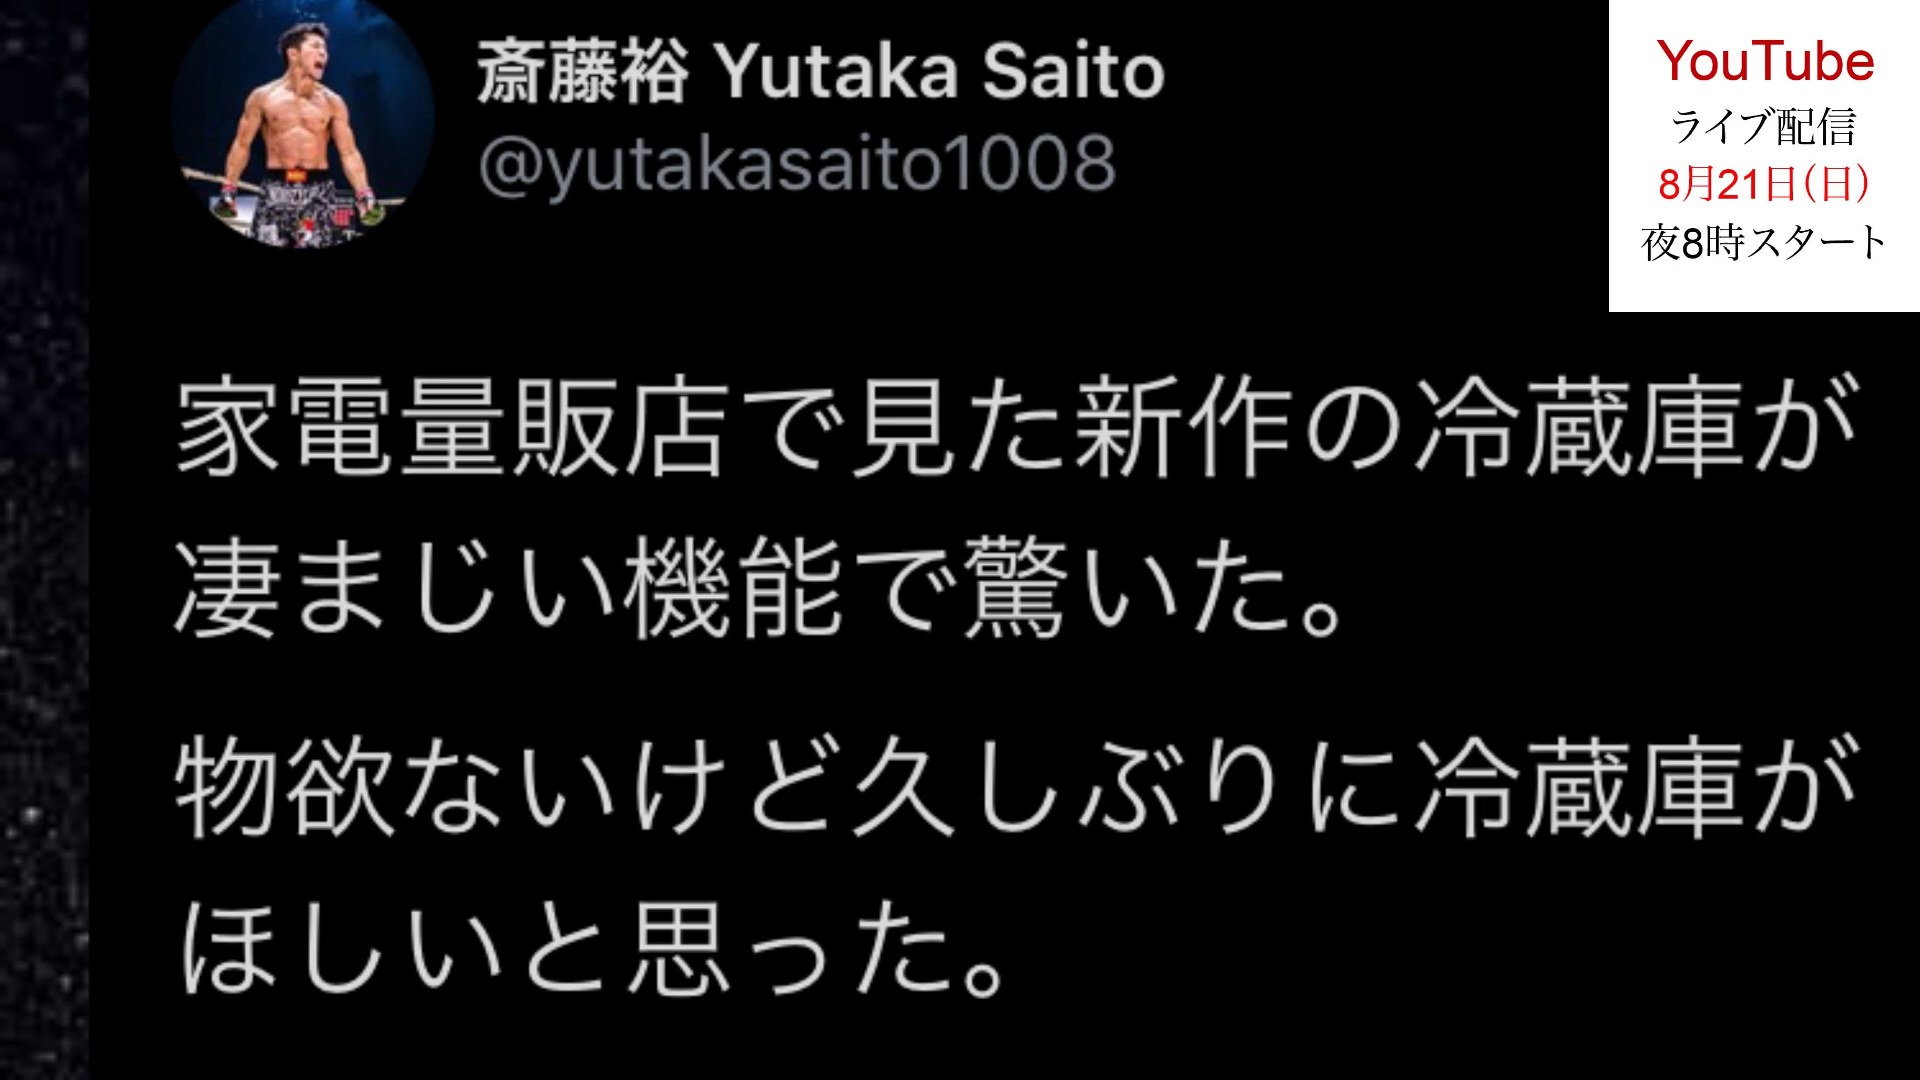 斎藤裕 Yutaka Saito
@yutakasaito1008
YouTube
ライブ配信
8月21日(日)
夜8時スタート
家電量販店で見た新作の冷蔵庫が
凄まじい機能で驚いた。
物欲ないけど久しぶりに冷蔵庫が
ほしいと思った。